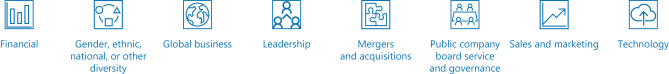 Financial
Gender, ethnic,
national, or other
diversity
Global business
Leadership
Mergers
and acquisitions
Public company
board service
and governance
Sales and marketing
Technology